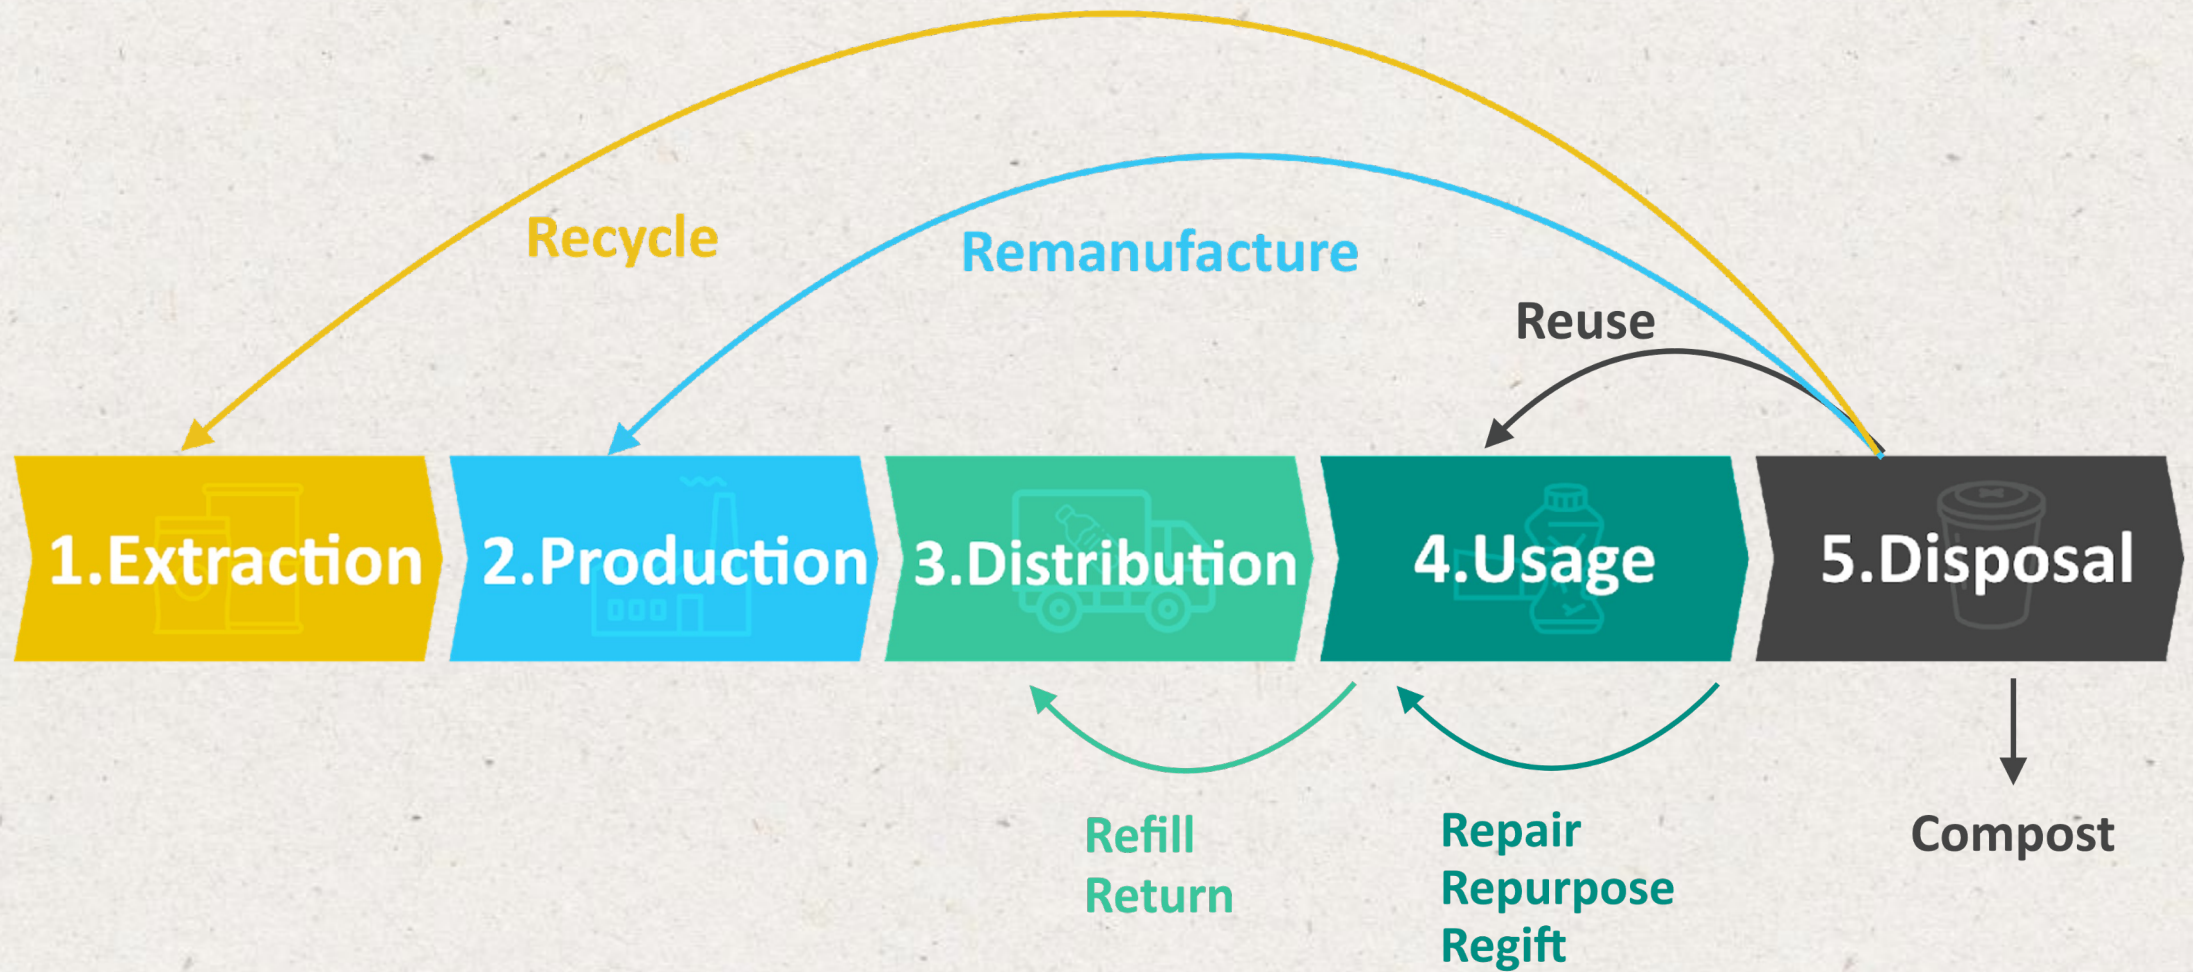 Recycle
Remanufacture
Reuse
1.Extraction
2.Production
3.Distribution
4.Usage
5.Disposal
Refill
Return
Repair
Repurpose
Regift
Compost